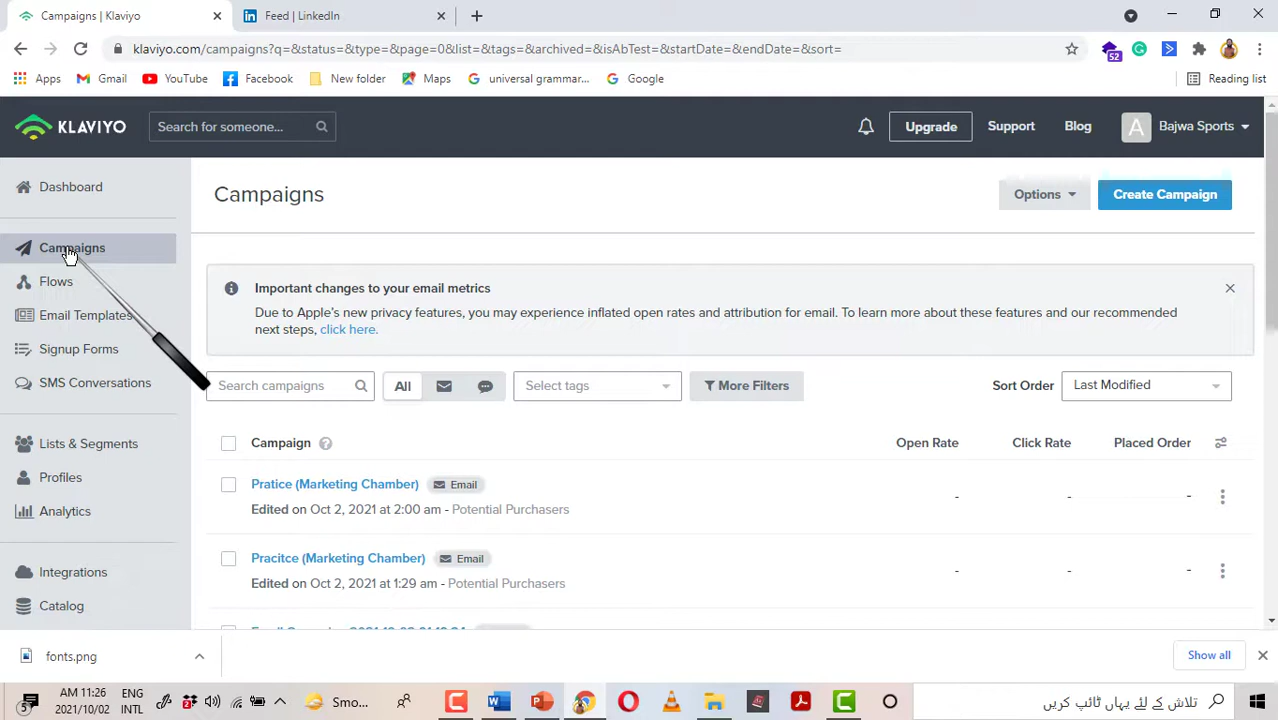 Campaigns | Klaviyo
Feed | LinkedIn
klaviyo.com/campaigns?q=&status=&type=&page=0&list=&tags=&archived=&isAbTest=&startDate=&endDate=&sort=
52
Apps
Gmail
YouTube
Facebook
New folder
Maps
universal grammar...
Google
Reading list
KLAVIYO
Search for someone...
Upgrade
Support
Blog
A
Bajwa Sports
Dashboard
Campaigns
Flows
Email Templates
Signup Forms
SMS Conversations
Lists & Segments
Profiles
Analytics
Integrations
Catalog
Campaigns
Options
Create Campaign
Important changes to your email metrics
Due to Apple's new privacy features, you may experience inflated open rates and attribution for email. To learn more about these features and our recommended
next steps, click here.
Search campaigns
All
Select tags
More Filters
Sort Order
Last Modified
Campaign
Open Rate
Click Rate
Placed Order
Pratice (Marketing Chamber) Email
- - -
Edited on Oct 2, 2021 at 2:00 am - Potential Purchasers
Pracitce (Marketing Chamber) Email
- - -
Edited on Oct 2, 2021 at 1:29 am - Potential Purchasers
fonts.png
Show all
5
AM 11:26
2021/10/02
ENG
INTL
2
Smo...
تلاش کے لئے یہاں ٹائپ کریں